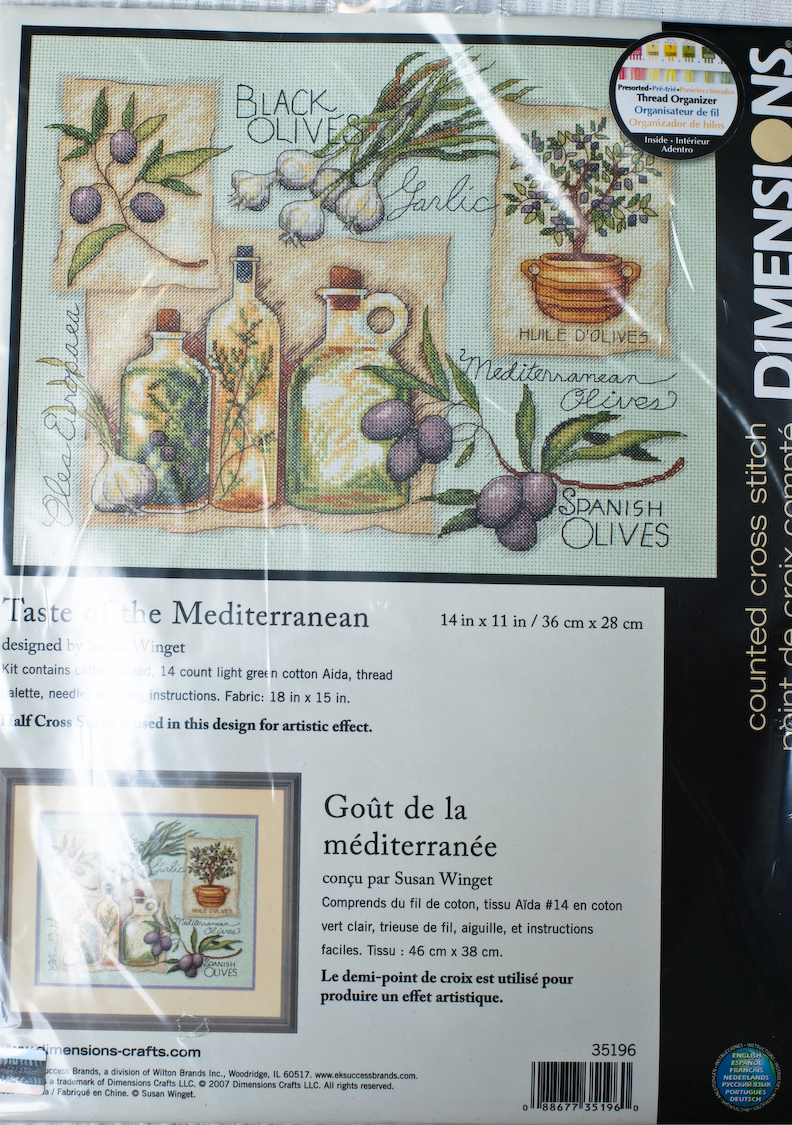 BLACK
OLIVES
Garlic
HUILE D'OLIVES
Mediterranean
Olives
SPANISH
OLIVES
Presorted•Pré-trié•Preseleccionados
Thread Organizer
Organisateur de fil
Organizador de hilos
Inside - Intérieur
Adentro
DIMENSIONS®
counted cross stitch
point de croix compté
Taste of the Mediterranean
14 in x 11 in / 36 cm x 28 cm
designed by Susan Winget
Kit contains cotton thread, 14 count light green cotton Aida, thread
palette, needle and easy instructions. Fabric: 18 in x 15 in.
Half Cross Stitch is used in this design for artistic effect.
Goût de la
méditerranée
conçu par Susan Winget
Comprends du fil de coton, tissu Aïda #14 en coton
vert clair, trieuse de fil, aiguille, et instructions
faciles. Tissu : 46 cm x 38 cm.
Le demi-point de croix est utilisé pour
produire un effet artistique.
Garlic
HUILE D'OLIVES
Mediterranean
Olives
SPANISH
OLIVES
dimensions-crafts.com
Success Brands, a division of Wilton Brands Inc., Woodridge, IL 60517. www.eksuccessbrands.com.
a trademark of Dimensions Crafts LLC. © 2007 Dimensions Crafts LLC. All rights reserved.
/ Fabriqué en Chine. © Susan Winget.
35196
0 88677 35196 0
ENGLISH
ESPAÑOL
FRANÇAIS
NEDERLANDS
РУССКИЙ ЯЗЫК
PORTUGUES
DEUTSCH